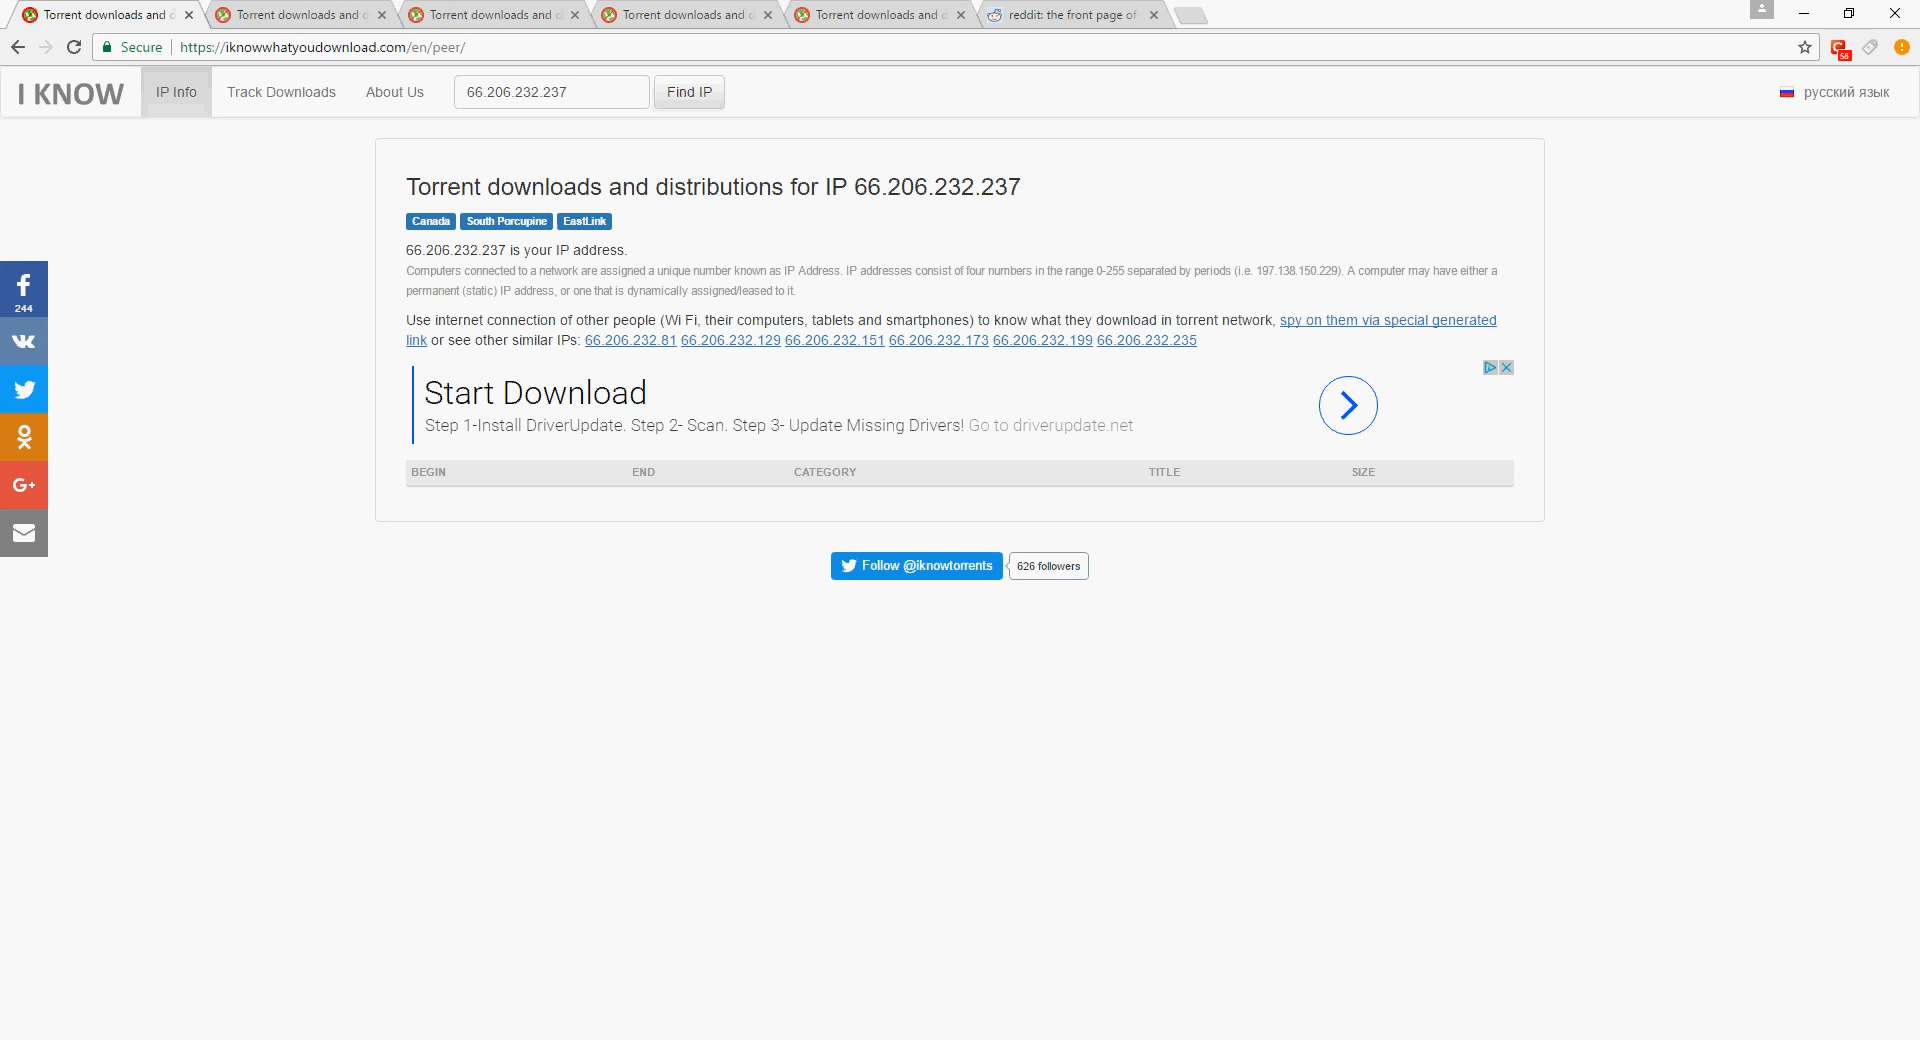 Torrent downloads and d
Torrent downloads and d
Torrent downloads and d
Torrent downloads and d
Torrent downloads and d
reddit: the front page of
Secure
https://iknowwhatyoudownload.com/en/peer/
58
I KNOW
IP Info
Track Downloads
About Us
66.206.232.237
Find IP
русский язык
Torrent downloads and distributions for IP 66.206.232.237
Canada
South Porcupine
EastLink
66.206.232.237 is your IP address.
Computers connected to a network are assigned a unique number known as IP Address. IP addresses consist of four numbers in the range 0-255 separated by periods (i.e. 197.138.150.229). A computer may have either a
permanent (static) IP address, or one that is dynamically assigned/leased to it.
Use internet connection of other people (Wi Fi, their computers, tablets and smartphones) to know what they download in torrent network, spy on them via special generated
link or see other similar IPs: 66.206.232.81 66.206.232.129 66.206.232.151 66.206.232.173 66.206.232.199 66.206.232.235
244
G+
Start Download
Step 1-Install DriverUpdate. Step 2- Scan. Step 3- Update Missing Drivers! Go to driverupdate.net
BEGIN
END
CATEGORY
TITLE
SIZE
Follow @iknowtorrents
626 followers